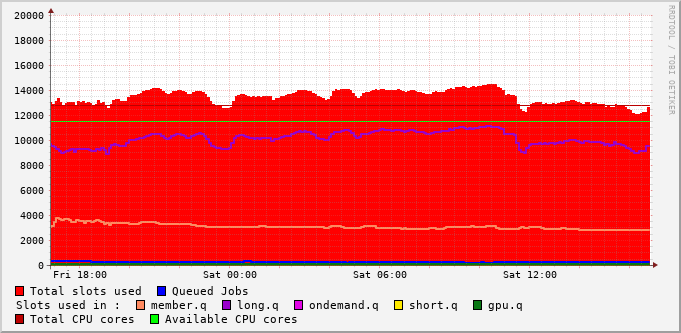 20000
18000
16000
14000
12000
10000
8000
6000
4000
2000
0
Fri 18:00 Sat 00:00 Sat 06:00 Sat 12:00
RRDTOOL / TOBI OETIKER
Total slots used Queued Jobs
Slots used in : member.q long.q ondemand.q short.q gpu.q
Total CPU cores Available CPU cores